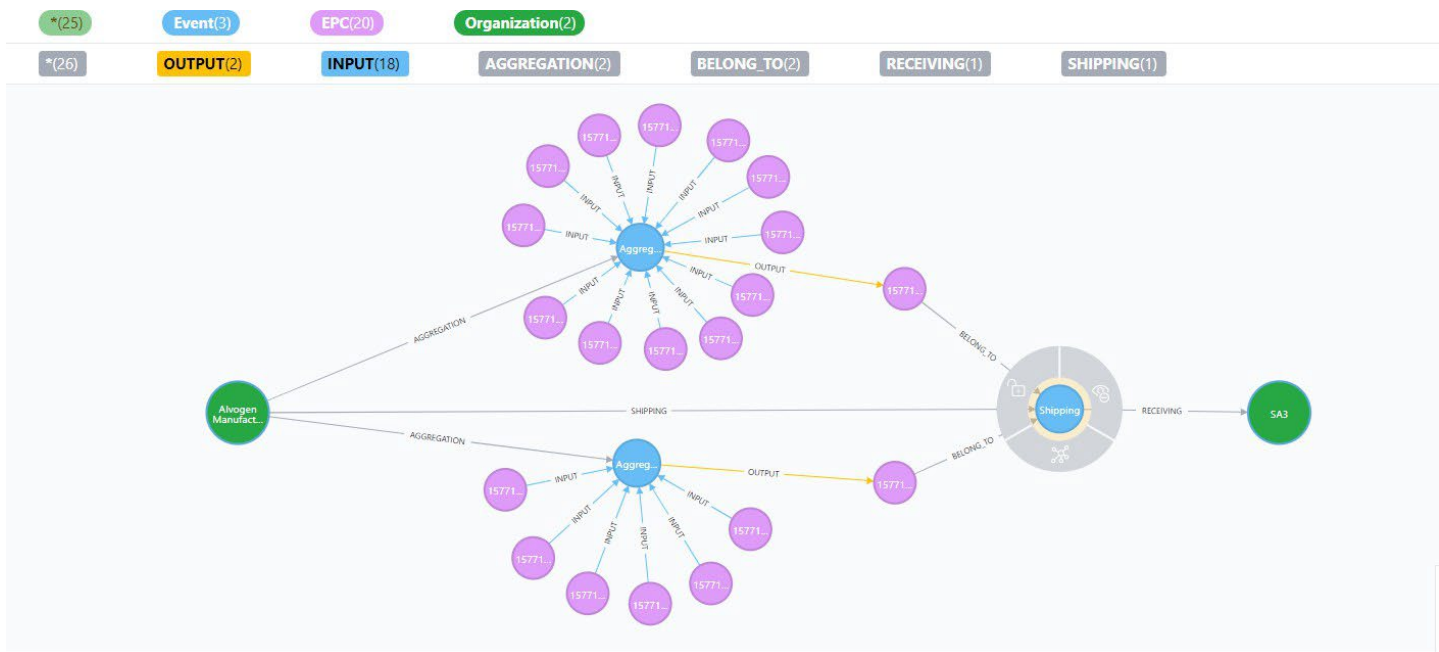 *(25) Event(3) EPC(20) Organization(2)
*(26) OUTPUT(2) INPUT(18) AGGREGATION(2) BELONG_TO(2) RECEIVING(1) SHIPPING(1)
15771...
15771...
15771...
15771...
15771...
INPUT
INPUT
INPUT
INPUT
INPUT
15771...
INPUT
INPUT
15771...
Aggreg...
OUTPUT
INPUT
INPUT
INPUT
INPUT
INPUT
15771...
15771...
15771...
15771...
15771...
15771...
AGGREGATION
BELONG_TO
Alvogen
Manufact...
SHIPPING
Shipping
RECEIVING
SA3
AGGREGATION
BELONG_TO
Aggreg...
OUTPUT
15771...
15771...
INPUT
INPUT
INPUT
INPUT
INPUT
INPUT
15771...
15771...
15771...
15771...
15771...